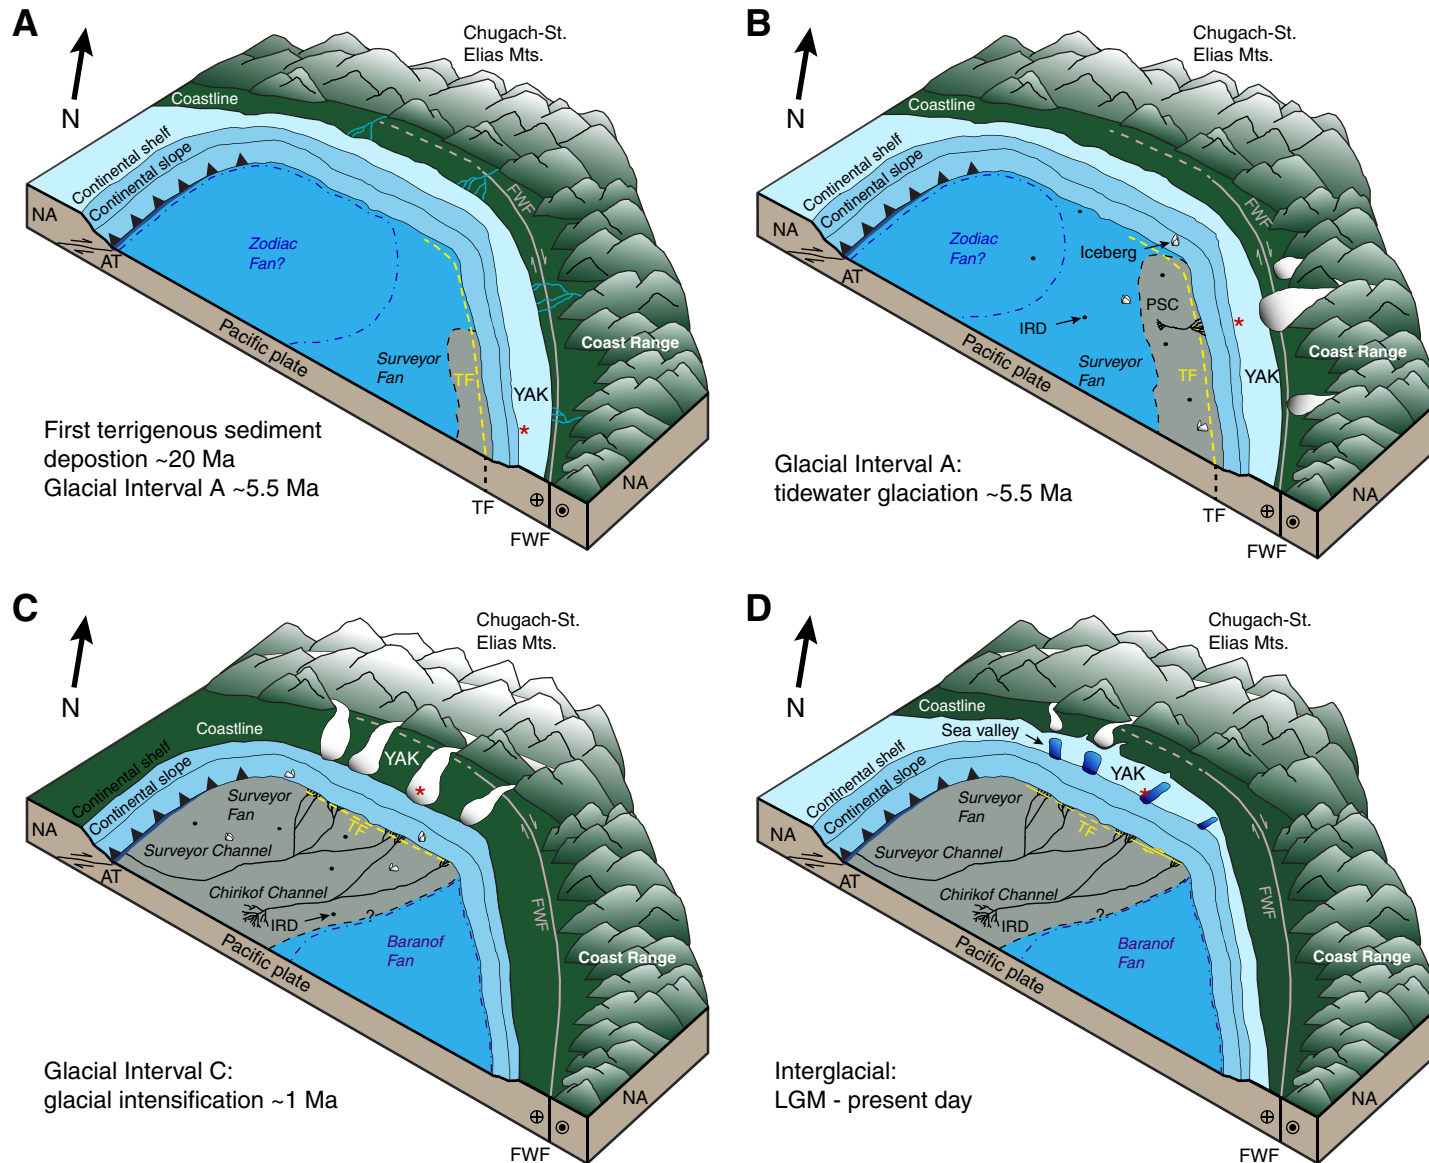 A
N
Chugach-St.
Elias Mts.
Coastline
Continental shelf
Continental slope
NA
AT
Zodiac
Fan?
FWF
Pacific plate
Surveyor
Fan
TF
YAK
*
Coast Range
First terrigenous sediment
depostion ~20 Ma
Glacial Interval A ~5.5 Ma
TF
FWF
NA
B
N
Chugach-St.
Elias Mts.
Coastline
Continental shelf
Continental slope
NA
AT
Zodiac
Fan?
Iceberg
FWF
PSC
IRD
*
Pacific plate
Surveyor
Fan
TF
YAK
Coast Range
Glacial Interval A:
tidewater glaciation ~5.5 Ma
TF
FWF
NA
C
N
Chugach-St.
Elias Mts.
Coastline
Continental shelf
Continental slope
NA
AT
YAK
*
Surveyor
Fan
TF
Surveyor Channel
Chirikof Channel
IRD
?
FWF
Pacific plate
Baranof
Fan
Coast Range
Glacial Interval C:
glacial intensification ~1 Ma
FWF
NA
D
N
Chugach-St.
Elias Mts.
Coastline
Sea valley
Continental shelf
Continental slope
NA
AT
YAK
*
Surveyor
Fan
TF
Surveyor Channel
Chirikof Channel
IRD
?
FWF
Pacific plate
Baranof
Fan
Coast Range
Interglacial:
LGM - present day
FWF
NA